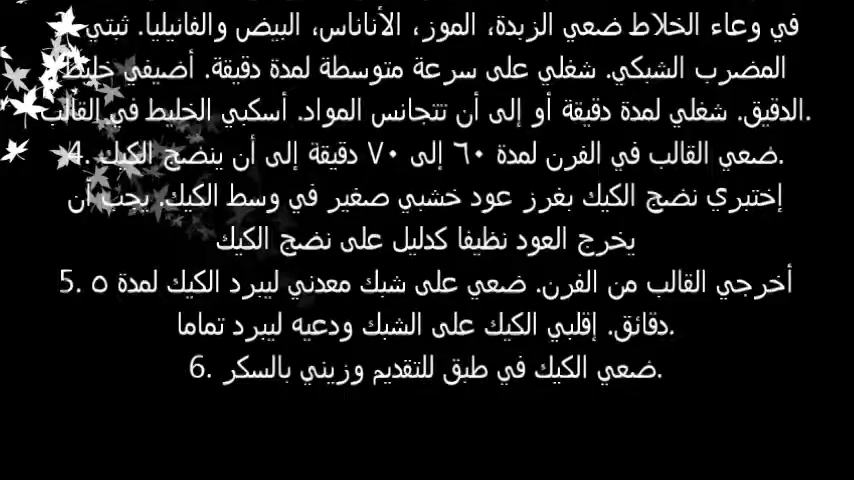 في وعاء الخلاط ضعي الزبدة، الموز، الأناناس، البيض والفانيليا. ثبتي
المضرب الشبكي. شغلي على سرعة متوسطة لمدة دقيقة. أضيفي خليط
الدقيق. شغلي لمدة دقيقة أو إلى أن تتجانس المواد. أسكبي الخليط في القالب.
4. ضعي القالب في الفرن لمدة ٦٠ إلى ٧٠ دقيقة إلى أن ينضج الكيك.
إختبري نضج الكيك بغرز عود خشبي صغير في وسط الكيك. يجب أن
يخرج العود نظيفا كدليل على نضج الكيك
5. أخرجي القالب من الفرن. ضعي على شبك معدني ليبرد الكيك لمدة ٥
دقائق. إقلبي الكيك على الشبك ودعيه ليبرد تماما.
6. ضعي الكيك في طبق للتقديم وزيني بالسكر.